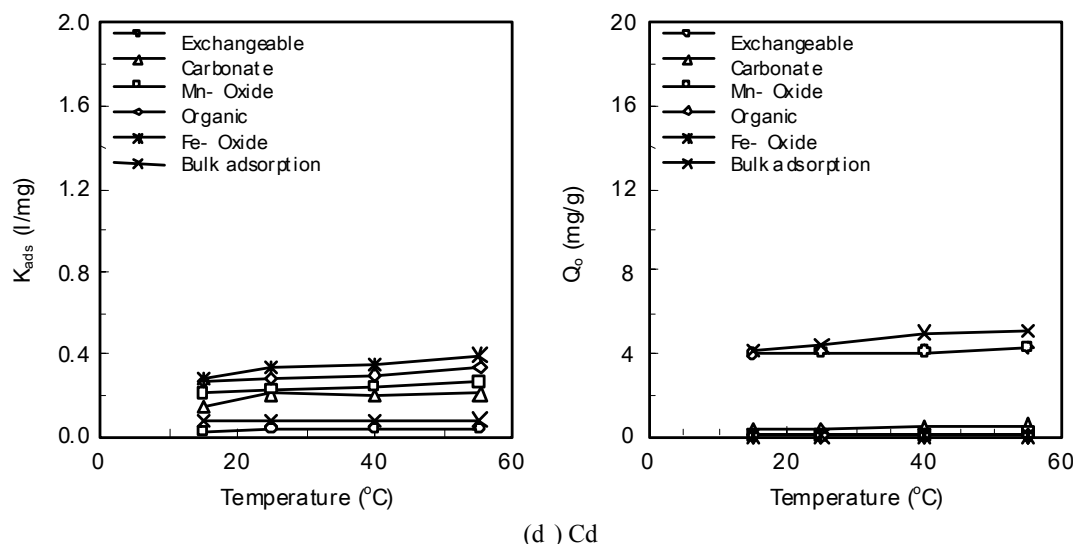 2.0
1.6
1.2
0.8
0.4
0.0
K_ads (l/mg)
Exchangeable
Carbonate
Mn- Oxide
Organic
Fe- Oxide
Bulk adsorption
0 20 40 60
Temperature (°C)
20
16
12
8
4
0
Q_o (mg/g)
Exchangeable
Carbonate
Mn- Oxide
Organic
Fe- Oxide
Bulk adsorption
0 20 40 60
Temperature (°C)
(d ) Cd